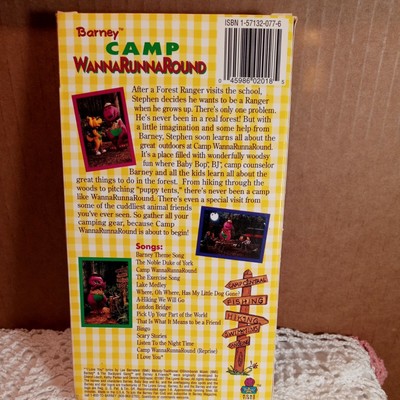 Barney™
CAMP
WANNARUNNAROUND
ISBN 1-57132-077-6
0 45986 02018 8
After a Forest Ranger visits the school,
Stephen decides he wants to be a Ranger
when he grows up. There's only one problem.
He's never been in a real forest! But with
a little imagination and some help from
Barney, Stephen soon learns all about the
great outdoors at Camp WannaRunnaRound.
It's a place filled with wonderfully woodsy
fun where Baby Bop, BJ, camp counselor
Barney and all the kids learn all about the
great things to do in the forest. From hiking through the
woods to pitching "puppy tents," there's never been a camp
like WannaRunnaRound. There's even a special visit from
some of the cuddliest animal friends
you've ever seen. So gather all your
camping gear, because Camp
WannaRunnaRound is about to begin!
Songs:
Barney Theme Song
The Noble Duke of York
Camp WannaRunnaRound
The Exercise Song
Lake Medley
Where, Oh Where, Has My Little Dog Gone
A-Hiking We Will Go
London Bridge
Pick Up Your Part of the World
That Is What It Means to be a Friend
Bingo
Scary Stories
Listen To the Night Time
Camp WannaRunnaRound (Reprise)
I Love You*
FISHING
HIKING
SWIMMING